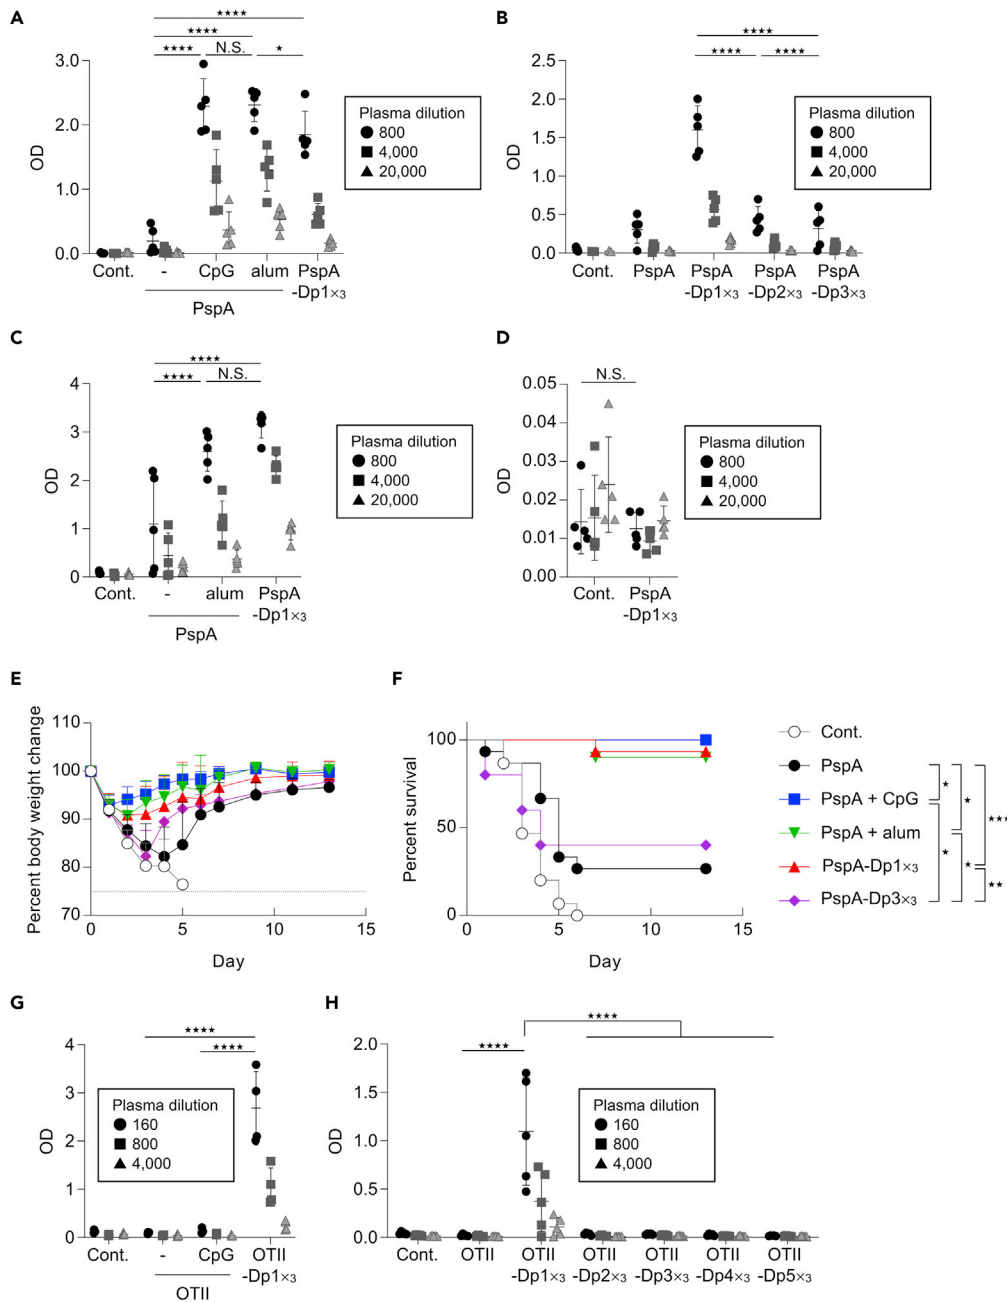 A
★★★★
★★★★
★★★★ N.S. ★
3.0
2.0
1.0
0.0
OD
Cont. - CpG alum PspA
-Dp1×3
PspA
Plasma dilution
800
4,000
20,000
B
★★★★
★★★★ ★★★★
2.5
2.0
1.5
1.0
0.5
0.0
OD
Cont. PspA PspA PspA PspA
-Dp1×3 -Dp2×3 -Dp3×3
Plasma dilution
800
4,000
20,000
C
★★★★
★★★★ N.S.
4
3
2
1
0
OD
Cont. - alum PspA
-Dp1×3
PspA
Plasma dilution
800
4,000
20,000
D
N.S.
0.05
0.04
0.03
0.02
0.01
0.00
OD
Cont. PspA
-Dp1×3
Plasma dilution
800
4,000
20,000
E
110
100
90
80
70
Percent body weight change
0 5 10 15
Day
F
100
50
0
Percent survival
0 5 10 15
Day
Cont.
PspA
PspA + CpG
PspA + alum
PspA-Dp1×3
PspA-Dp3×3
★ ★ ★★★
★ ★ ★ ★★
G
★★★★
★★★★
4
3
2
1
0
OD
Plasma dilution
160
800
4,000
Cont. - CpG OTII
-Dp1×3
OTII
H
★★★★
★★★★
2.0
1.5
1.0
0.5
0.0
OD
Plasma dilution
160
800
4,000
Cont. OTII OTII OTII OTII OTII OTII
-Dp1×3 -Dp2×3 -Dp3×3 -Dp4×3 -Dp5×3